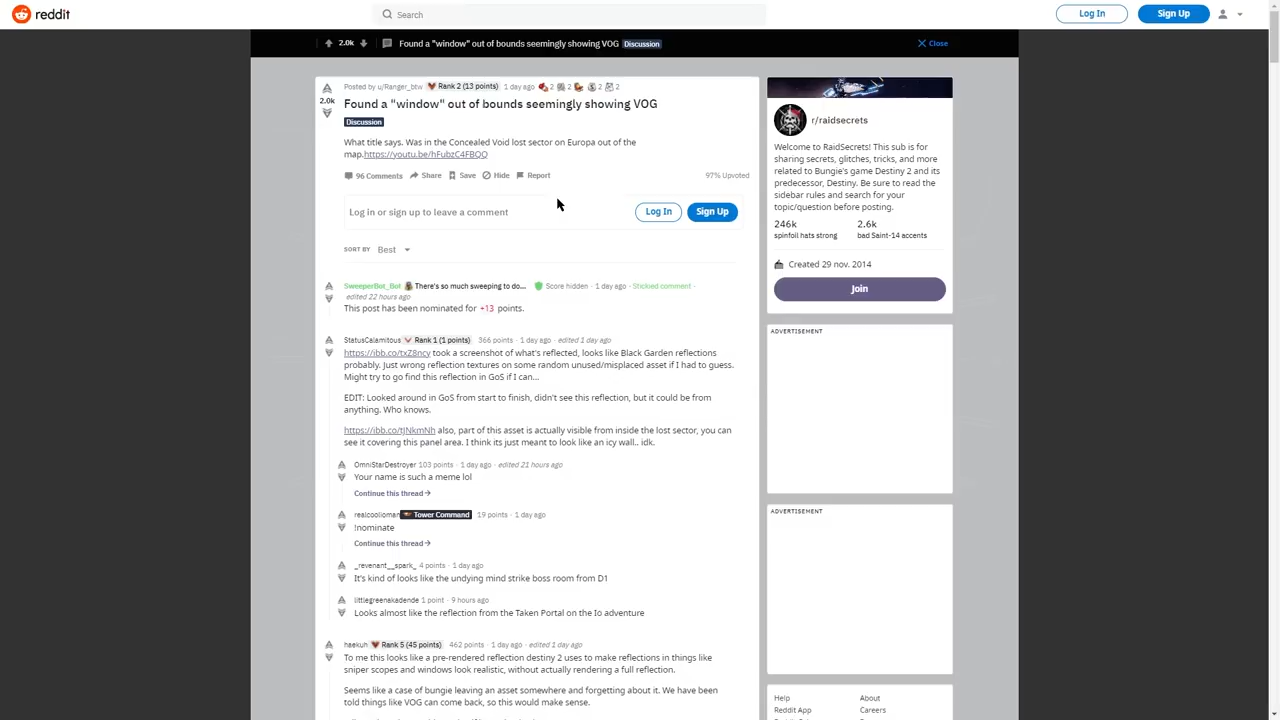 reddit
Search
Log In
Sign Up
2.0k
Found a "window" out of bounds seemingly showing VOG
Discussion
Close
Posted by u/Ranger_btw Rank 2 (13 points) 1 day ago 2 2 2 2
2.0k
Found a "window" out of bounds seemingly showing VOG
Discussion
What title says. Was in the Concealed Void lost sector on Europa out of the
map.https://youtu.be/hFubzC4FBQQ
96 Comments Share Save Hide Report
97% Upvoted
Log in or sign up to leave a comment
Log In
Sign Up
SORT BY Best
SweeperBot_Bot There's so much sweeping to do... Score hidden · 1 day ago · Stickied comment ·
edited 22 hours ago
This post has been nominated for +13 points.
StatusCalamitous Rank 1 (1 points) 366 points · 1 day ago · edited 1 day ago
https://ibb.co/txZ8ncy took a screenshot of what's reflected, looks like Black Garden reflections
probably. Just wrong reflection textures on some random unused/misplaced asset if I had to guess.
Might try to go find this reflection in GoS if I can...
EDIT: Looked around in GoS from start to finish, didn't see this reflection, but it could be from
anything. Who knows.
https://ibb.co/tJNkmNh also, part of this asset is actually visible from inside the lost sector, you can
see it covering this panel area. I think its just meant to look like an icy wall.. idk.
OmniStarDestroyer 103 points · 1 day ago · edited 21 hours ago
Your name is such a meme lol
Continue this thread
realcoolioman Tower Command 19 points · 1 day ago
!nominate
Continue this thread
_revenant__spark_ 4 points · 1 day ago
It's kind of looks like the undying mind strike boss room from D1
littlegreenakadende 1 point · 9 hours ago
Looks almost like the reflection from the Taken Portal on the Io adventure
haekuh Rank 5 (45 points) 462 points · 1 day ago · edited 1 day ago
To me this looks like a pre-rendered reflection destiny 2 uses to make reflections in things like
sniper scopes and windows look realistic, without actually rendering a full reflection.
Seems like a case of bungie leaving an asset somewhere and forgetting about it. We have been
told things like VOG can come back, so this would make sense.
r/raidsecrets
Welcome to RaidSecrets! This sub is for
sharing secrets, glitches, tricks, and more
related to Bungie's game Destiny 2 and its
predecessor, Destiny. Be sure to read the
sidebar rules and search for your
topic/question before posting.
246k 2.6k
spinfoil hats strong bad Saint-14 accents
Created 29 nov. 2014
Join
ADVERTISEMENT
ADVERTISEMENT
Help About
Reddit App Careers